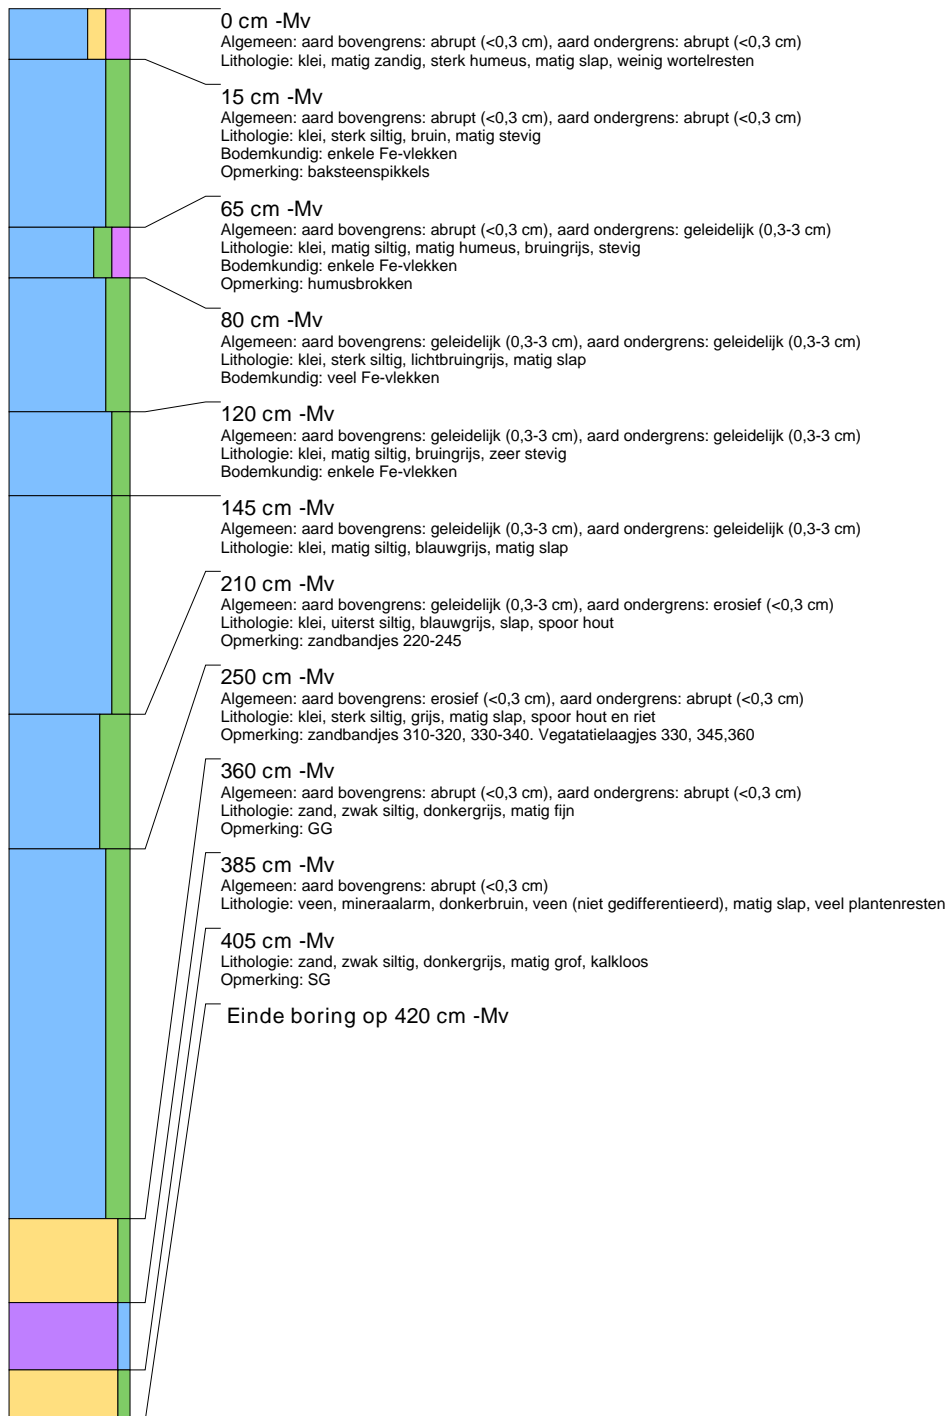 0 cm -Mv
Algemeen: aard bovengrens: abrupt (<0,3 cm), aard ondergrens: abrupt (<0,3 cm)
Lithologie: klei, matig zandig, sterk humeus, matig slap, weinig wortelresten
15 cm -Mv
Algemeen: aard bovengrens: abrupt (<0,3 cm), aard ondergrens: abrupt (<0,3 cm)
Lithologie: klei, sterk siltig, bruin, matig stevig
Bodemkundig: enkele Fe-vlekken
Opmerking: baksteenspikkels
65 cm -Mv
Algemeen: aard bovengrens: abrupt (<0,3 cm), aard ondergrens: geleidelijk (0,3-3 cm)
Lithologie: klei, matig siltig, matig humeus, bruingrijs, stevig
Bodemkundig: enkele Fe-vlekken
Opmerking: humusbrokken
80 cm -Mv
Algemeen: aard bovengrens: geleidelijk (0,3-3 cm), aard ondergrens: geleidelijk (0,3-3 cm)
Lithologie: klei, sterk siltig, lichtbruingrijs, matig slap
Bodemkundig: veel Fe-vlekken
120 cm -Mv
Algemeen: aard bovengrens: geleidelijk (0,3-3 cm), aard ondergrens: geleidelijk (0,3-3 cm)
Lithologie: klei, matig siltig, bruingrijs, zeer stevig
Bodemkundig: enkele Fe-vlekken
145 cm -Mv
Algemeen: aard bovengrens: geleidelijk (0,3-3 cm), aard ondergrens: geleidelijk (0,3-3 cm)
Lithologie: klei, matig siltig, blauwgrijs, matig slap
210 cm -Mv
Algemeen: aard bovengrens: geleidelijk (0,3-3 cm), aard ondergrens: erosief (<0,3 cm)
Lithologie: klei, uiterst siltig, blauwgrijs, slap, spoor hout
Opmerking: zandbandjes 220-245
250 cm -Mv
Algemeen: aard bovengrens: erosief (<0,3 cm), aard ondergrens: abrupt (<0,3 cm)
Lithologie: klei, sterk siltig, grijs, matig slap, spoor hout en riet
Opmerking: zandbandjes 310-320, 330-340. Vegatatielaagjes 330, 345,360
360 cm -Mv
Algemeen: aard bovengrens: abrupt (<0,3 cm), aard ondergrens: abrupt (<0,3 cm)
Lithologie: zand, zwak siltig, donkergrijs, matig fijn
Opmerking: GG
385 cm -Mv
Algemeen: aard bovengrens: abrupt (<0,3 cm)
Lithologie: veen, mineraalarm, donkerbruin, veen (niet gedifferentieerd), matig slap, veel plantenresten
405 cm -Mv
Lithologie: zand, zwak siltig, donkergrijs, matig grof, kalkloos
Opmerking: SG
Einde boring op 420 cm -Mv